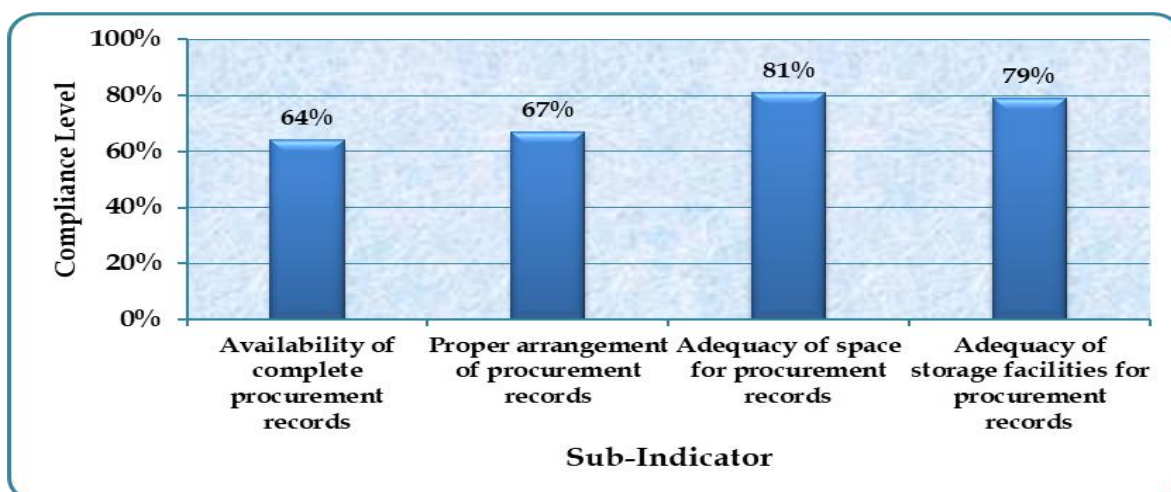 100%
80%
60%
40%
20%
0%
Compliance Level
64%
67%
81%
79%
Availability of
complete
procurement
records
Proper arrangement
of procurement
records
Adequacy of space
for procurement
records
Adequacy of
storage facilities for
procurement
records
Sub-Indicator